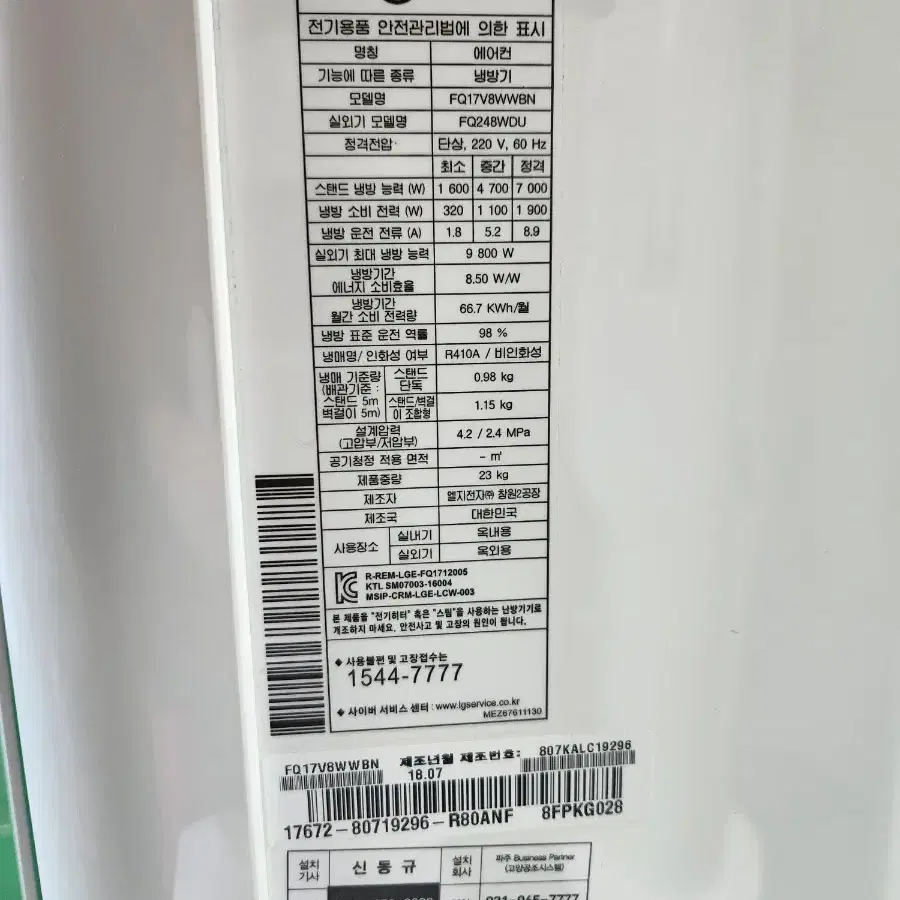 전기용품 안전관리법에 의한 표시
명칭 에어컨
기능에 따른 종류 냉방기
모델명 FQ17V8WWBN
실외기 모델명 FQ248WDU
정격전압 단상, 220 V, 60 Hz
최소 중간 정격
스탠드 냉방 능력 (W) 1 600 4 700 7 000
냉방 소비 전력 (W) 320 1 100 1 900
냉방 운전 전류 (A) 1.8 5.2 8.9
실외기 최대 냉방 능력 9 800 W
냉방기간
에너지 소비효율 8.50 W/W
냉방기간
월간 소비 전력량 66.7 KWh/월
냉방 표준 운전 역률 98 %
냉매명/ 인화성 여부 R410A / 비인화성
냉매 기준량
(배관기준 :
스탠드 5m
벽걸이 5m)
스탠드
단독 0.98 kg
스탠드/벽걸
이 조합형 1.15 kg
설계압력
(고압부/저압부) 4.2 / 2.4 MPa
공기청정 적용 면적 - ㎡
제품중량 23 kg
제조자 엘지전자㈜ 창원2공장
제조국 대한민국
사용장소 실내기 옥내용
실외기 옥외용
R-REM-LGE-FQ1712005
KTL SM07003-16004
MSIP-CRM-LGE-LCW-003
본 제품을 "전기히터" 혹은 "스팀"을 사용하는 난방기기로
개조하지 마세요. 안전사고 및 고장의 원인이 됩니다.
◆ 사용불편 및 고장접수는
1544-7777
◆ 사이버 서비스 센터 : www.lgservice.co.kr
MEZ67611130
FQ17V8WWBN 제조년월 제조번호: 807KALC19296
18.07
17672-80719296-R80ANF 8FPKG028
설치
기사 신동규 설치
회사 파주 Business Partner
(고양공조시스템)